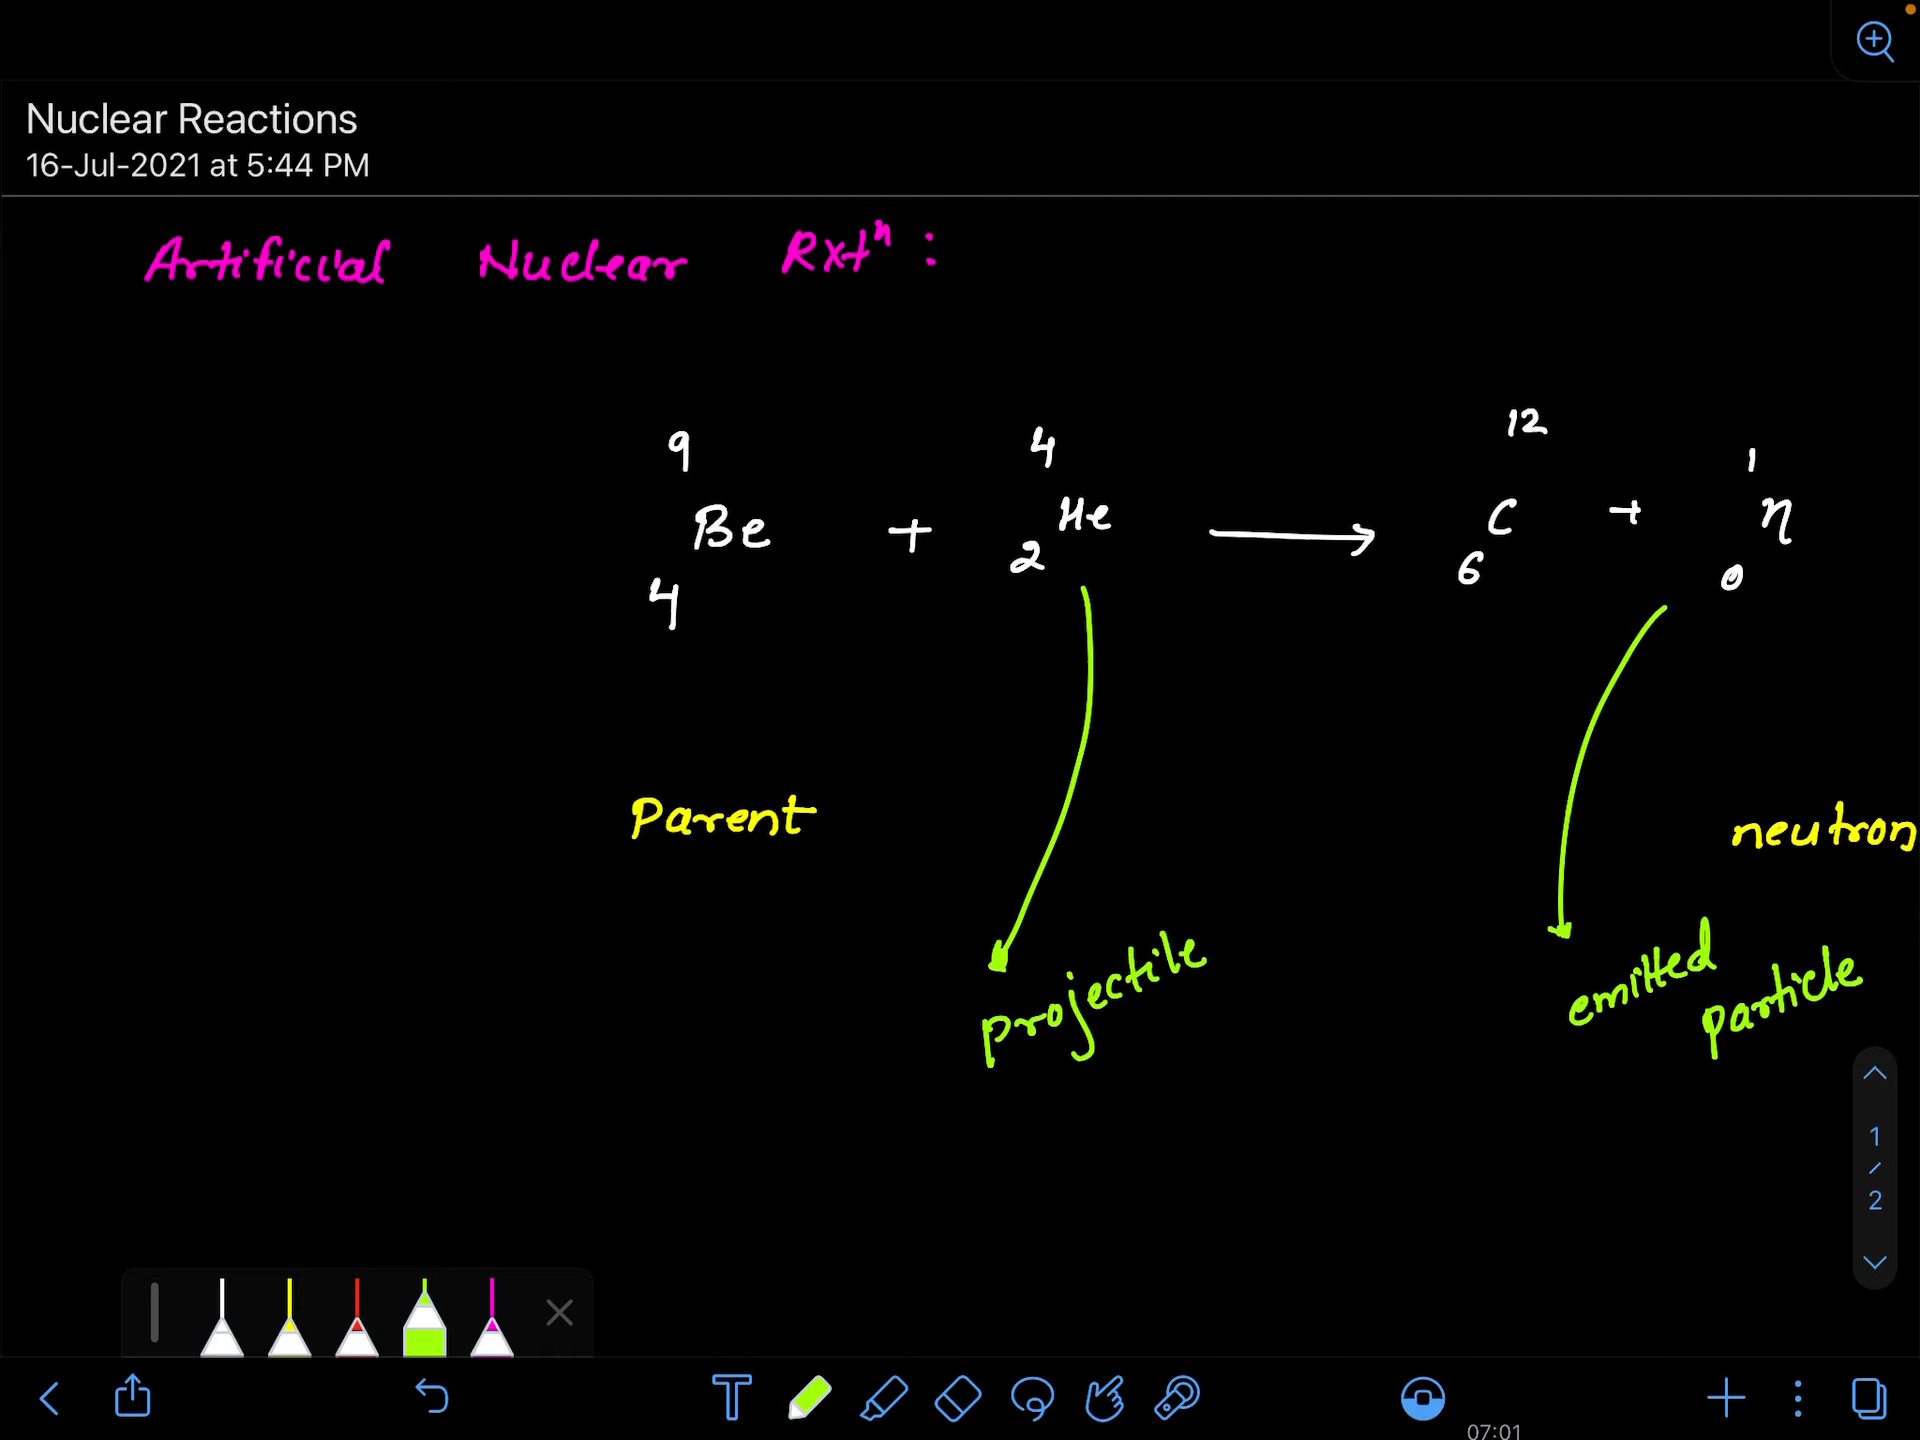 Nuclear Reactions
16-Jul-2021 at 5:44 PM
Artificial Nuclear Rxtⁿ :
9 4 12 1
Be + He → C + n
4 2 6 0
Parent
neutron
projectile
emitted particle
1
/
2
T
07:01